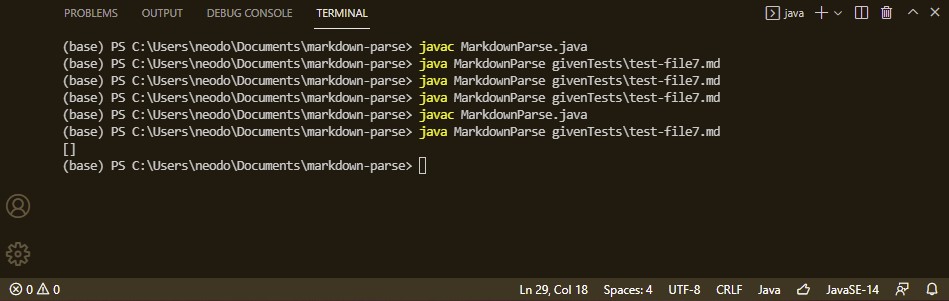 PROBLEMS OUTPUT DEBUG CONSOLE TERMINAL java
(base) PS C:\Users\neodo\Documents\markdown-parse> javac MarkdownParse.java
(base) PS C:\Users\neodo\Documents\markdown-parse> java MarkdownParse givenTests\test-file7.md
(base) PS C:\Users\neodo\Documents\markdown-parse> java MarkdownParse givenTests\test-file7.md
(base) PS C:\Users\neodo\Documents\markdown-parse> java MarkdownParse givenTests\test-file7.md
(base) PS C:\Users\neodo\Documents\markdown-parse> javac MarkdownParse.java
(base) PS C:\Users\neodo\Documents\markdown-parse> java MarkdownParse givenTests\test-file7.md
[]
(base) PS C:\Users\neodo\Documents\markdown-parse>
0 0 Ln 29, Col 18 Spaces: 4 UTF-8 CRLF Java JavaSE-14